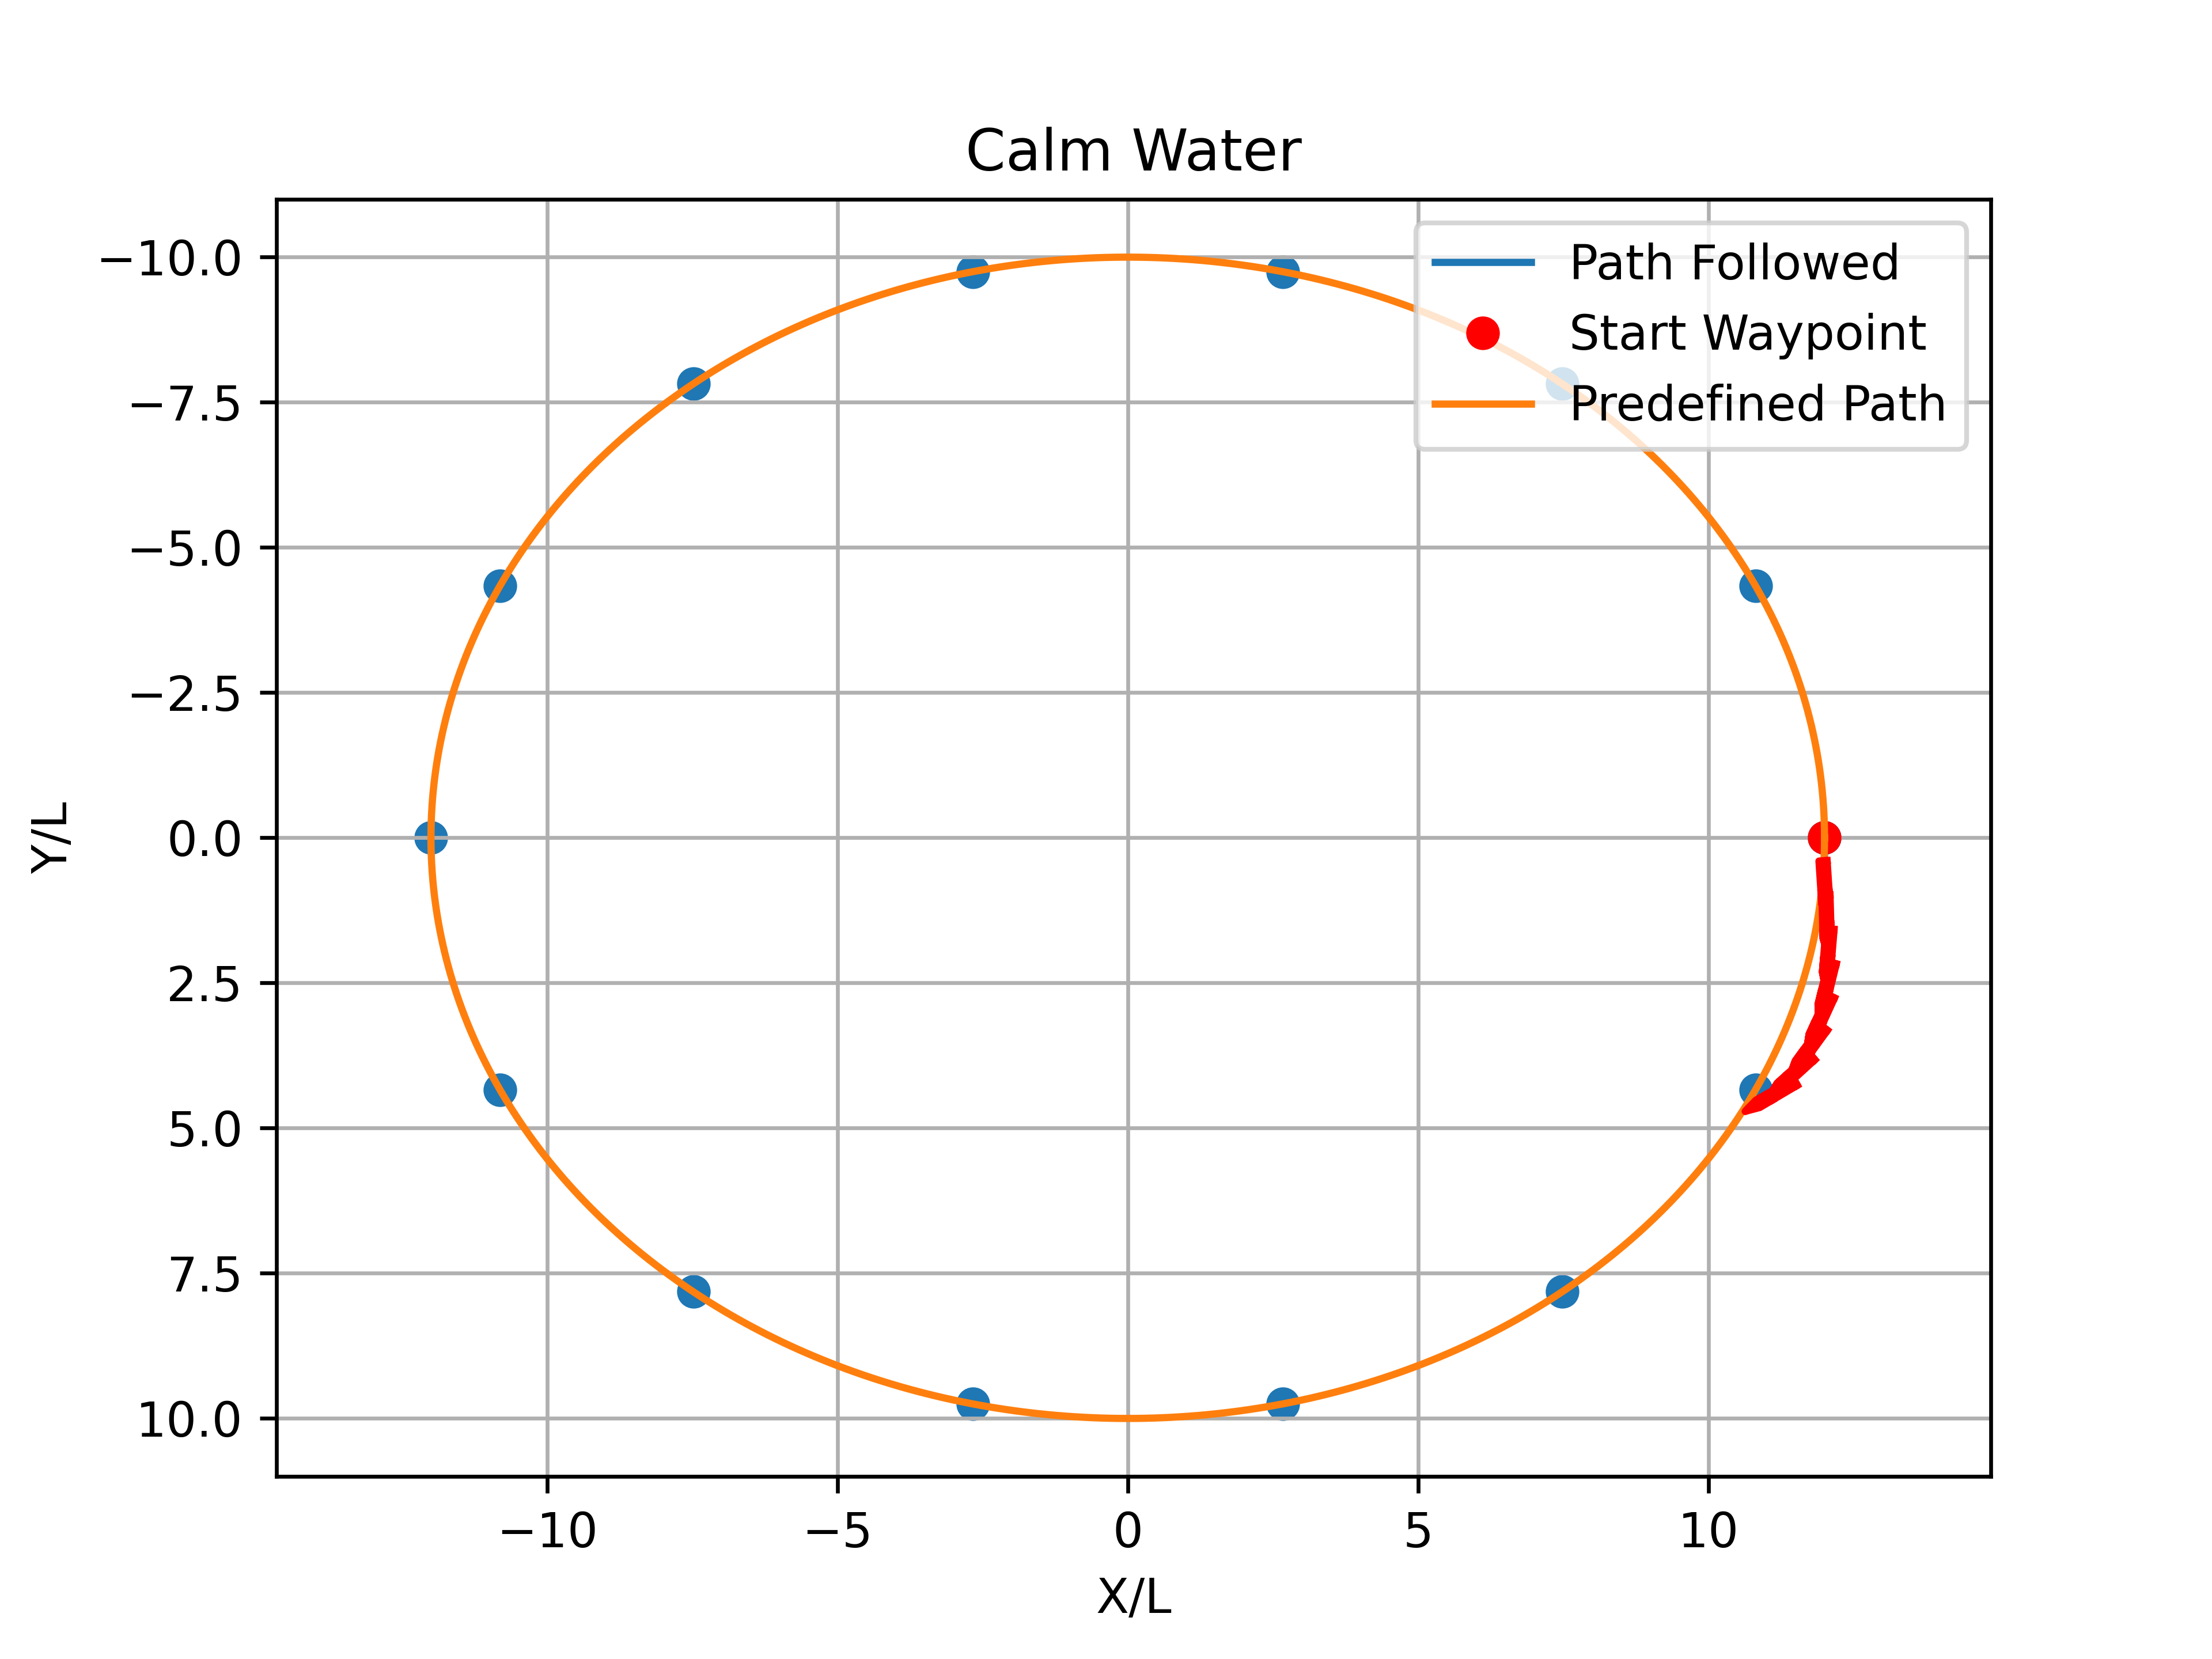 Calm Water
Path Followed
Start Waypoint
Predefined Path
−10.0
−7.5
−5.0
−2.5
0.0
2.5
5.0
7.5
10.0
Y/L
−10 −5 0 5 10
X/L